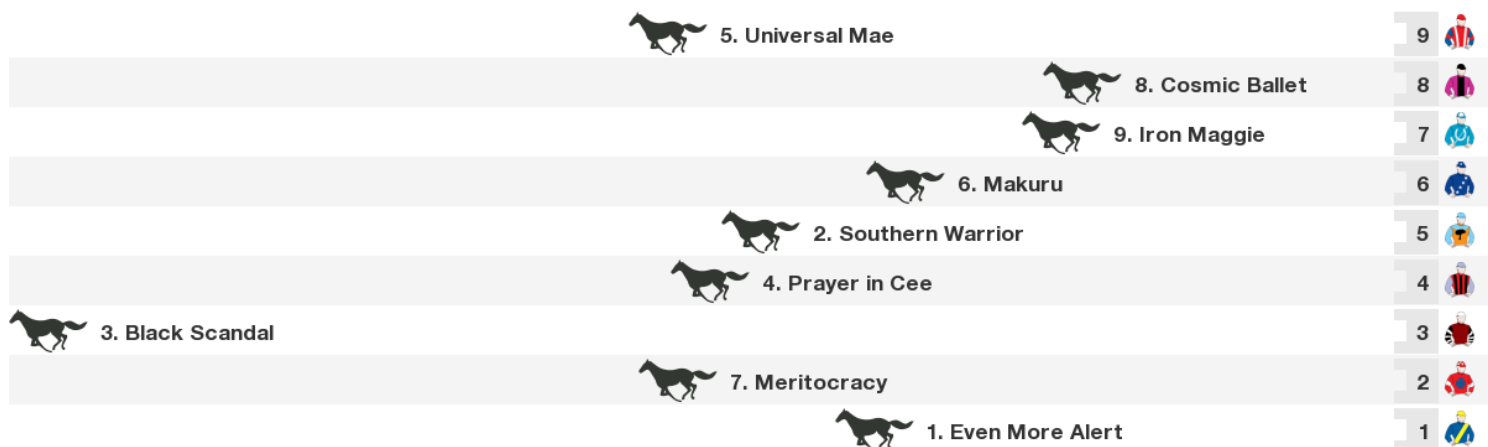 5. Universal Mae 9
8. Cosmic Ballet 8
9. Iron Maggie 7
6. Makuru 6
2. Southern Warrior 5
4. Prayer in Cee 4
3. Black Scandal 3
7. Meritocracy 2
1. Even More Alert 1